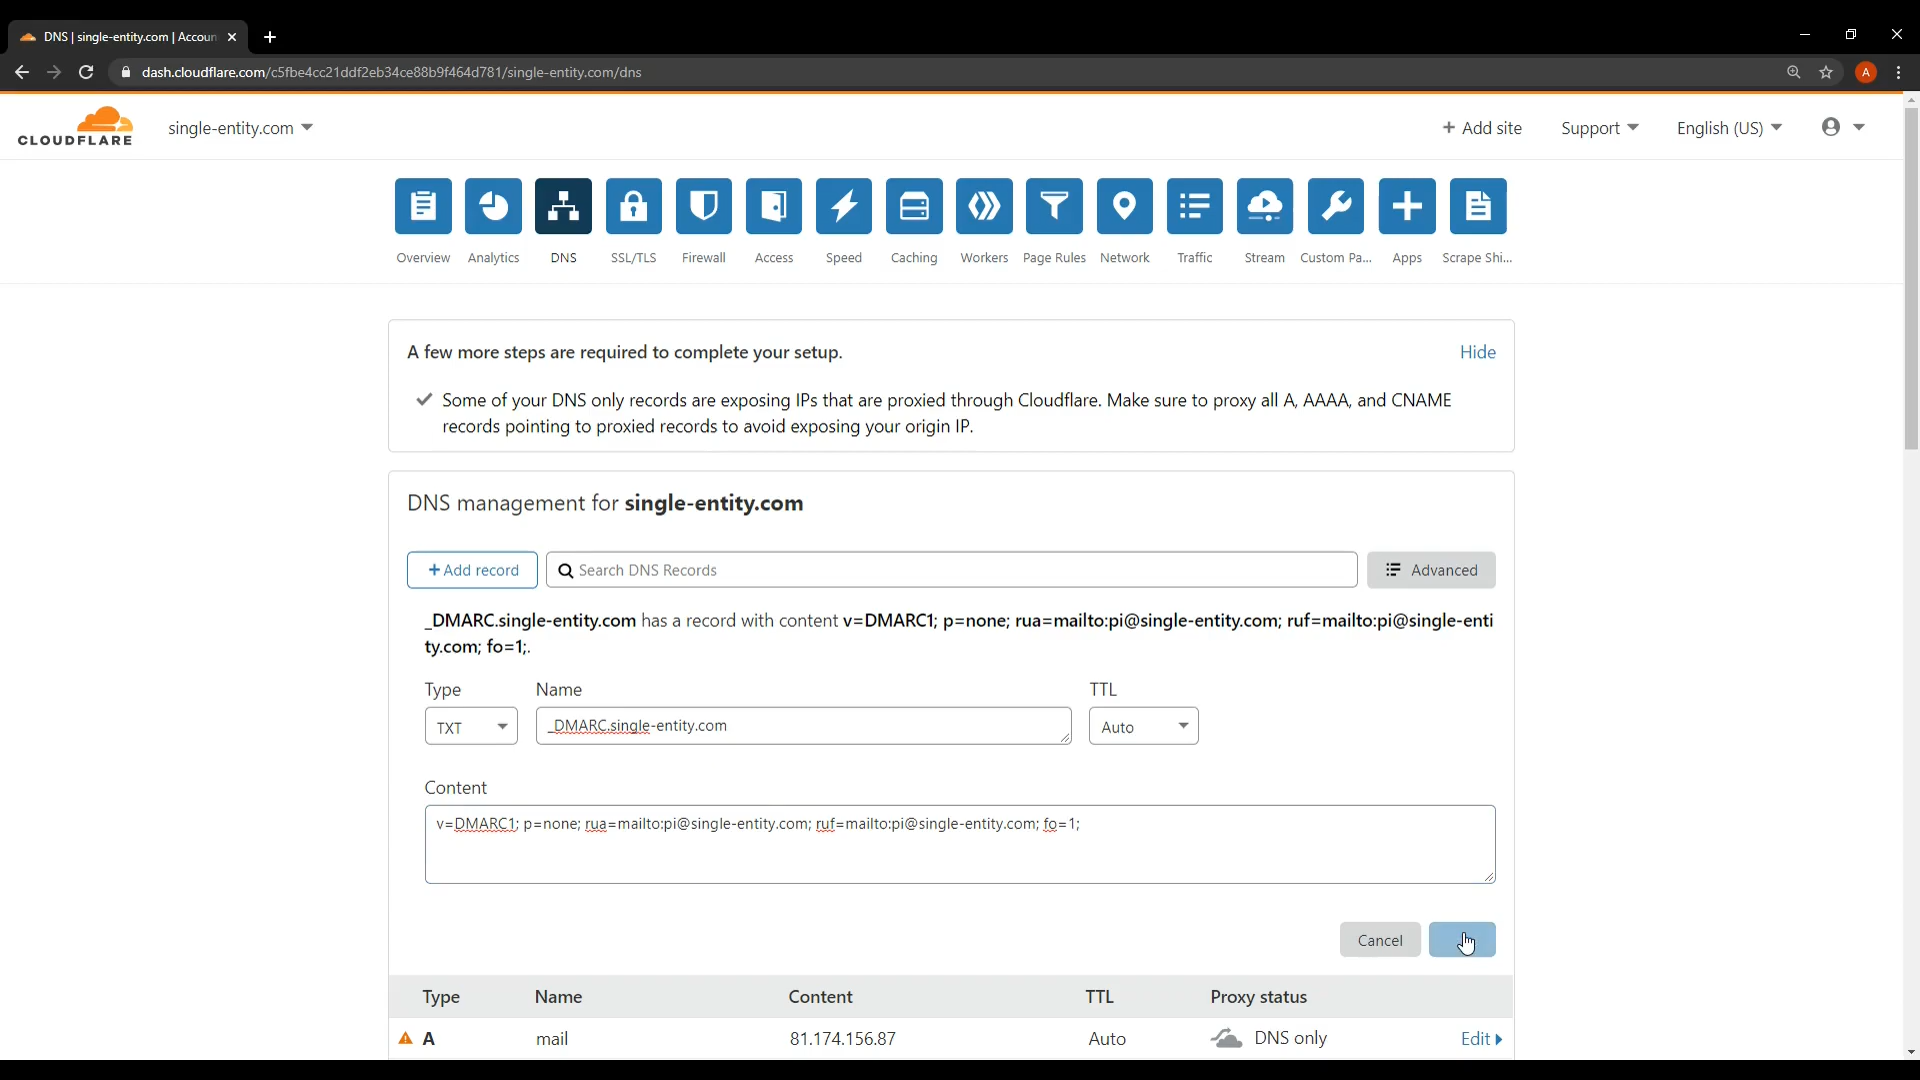 DNS | single-entity.com | Accoun
dash.cloudflare.com/c5fbe4cc21ddf2eb34ce88b9f464d781/single-entity.com/dns
A
CLOUDFLARE
single-entity.com
+ Add site
Support
English (US)
Overview
Analytics
DNS
SSL/TLS
Firewall
Access
Speed
Caching
Workers
Page Rules
Network
Traffic
Stream
Custom Pa...
Apps
Scrape Shi...
A few more steps are required to complete your setup.
Hide
Some of your DNS only records are exposing IPs that are proxied through Cloudflare. Make sure to proxy all A, AAAA, and CNAME
records pointing to proxied records to avoid exposing your origin IP.
DNS management for single-entity.com
+ Add record
Search DNS Records
Advanced
_DMARC.single-entity.com has a record with content v=DMARC1; p=none; rua=mailto:pi@single-entity.com; ruf=mailto:pi@single-enti
ty.com; fo=1;.
Type
Name
TTL
TXT
_DMARC.single-entity.com
Auto
Content
v=DMARC1; p=none; rua=mailto:pi@single-entity.com; ruf=mailto:pi@single-entity.com; fo=1;
Cancel
Type Name Content TTL Proxy status
A mail 81.174.156.87 Auto DNS only Edit